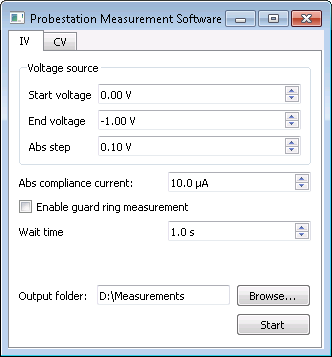 Probestation Measurement Software
IV CV
Voltage source
Start voltage 0.00 V
End voltage -1.00 V
Abs step 0.10 V
Abs compliance current: 10.0 µA
Enable guard ring measurement
Wait time 1.0 s
Output folder: D:\Measurements Browse...
Start